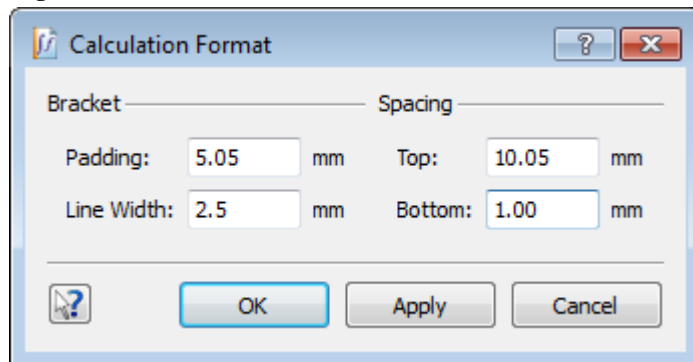 Calculation Format
Bracket Spacing
Padding: 5.05 mm Top: 10.05 mm
Line Width: 2.5 mm Bottom: 1.00 mm
OK Apply Cancel